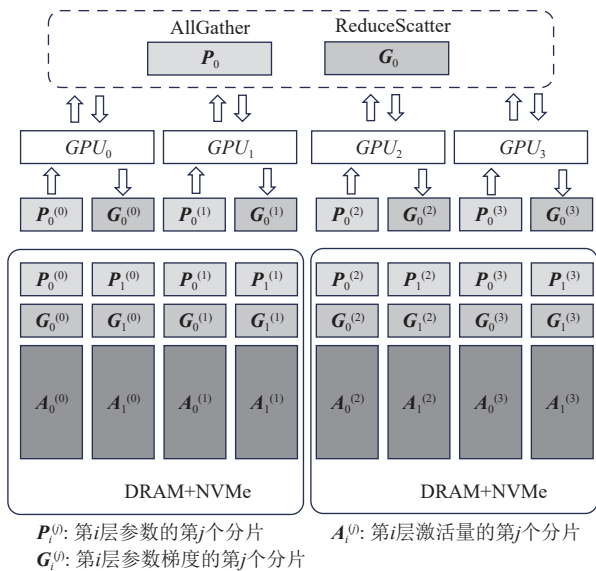 AllGather ReduceScatter
P₀ G₀
GPU₀ GPU₁ GPU₂ GPU₃
P₀⁽⁰⁾ G₀⁽⁰⁾ P₀⁽¹⁾ G₀⁽¹⁾ P₀⁽²⁾ G₀⁽²⁾ P₀⁽³⁾ G₀⁽³⁾
P₀⁽⁰⁾ P₁⁽⁰⁾ P₀⁽¹⁾ P₁⁽¹⁾ P₀⁽²⁾ P₁⁽²⁾ P₀⁽³⁾ P₁⁽³⁾
G₀⁽⁰⁾ G₁⁽⁰⁾ G₀⁽¹⁾ G₁⁽¹⁾ G₀⁽²⁾ G₁⁽²⁾ G₀⁽³⁾ G₁⁽³⁾
A₀⁽⁰⁾ A₁⁽⁰⁾ A₀⁽¹⁾ A₁⁽¹⁾ A₀⁽²⁾ A₁⁽²⁾ A₀⁽³⁾ A₁⁽³⁾
DRAM+NVMe DRAM+NVMe
Pᵢ⁽ʲ⁾: 第i层参数的第j个分片 Aᵢ⁽ʲ⁾: 第i层激活量的第j个分片
Gᵢ⁽ʲ⁾: 第i层参数梯度的第j个分片